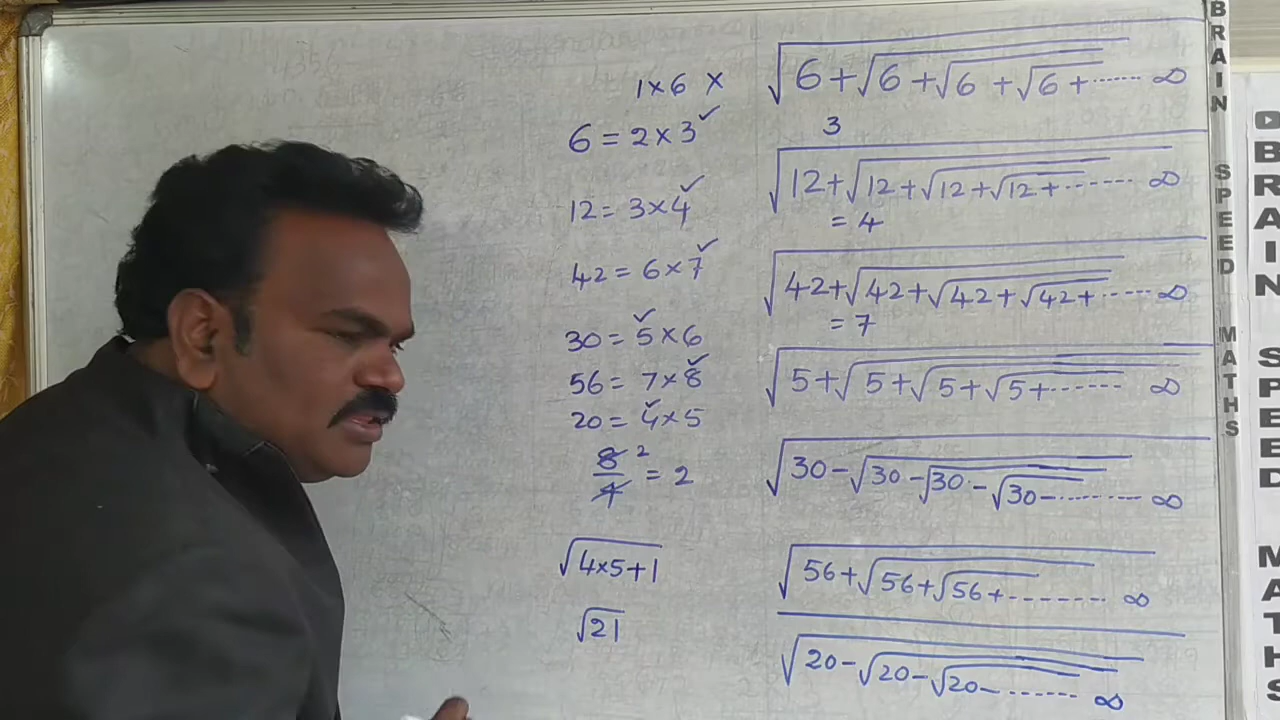 1×6 ×
6 = 2×3 ✓
12 = 3×4 ✓
42 = 6×7 ✓
30 = 5✓×6
56 = 7×8 ✓
20 = 4✓×5
8/4 2 = 2
√(4×5+1)
√21
√(6+√(6+√(6+√(6+...... ∞
3
√(12+√(12+√(12+√(12+...... ∞
= 4
√(42+√(42+√(42+√(42+...... ∞
= 7
√(5+√(5+√(5+√(5+...... ∞
√(30-√(30-√(30-√(30-......... ∞
√(56+√(56+√(56+........ ∞
√(20-√(20-√(20-....... ∞
BRAIN SPEED MATHS
BRAIN SPEED MATHS